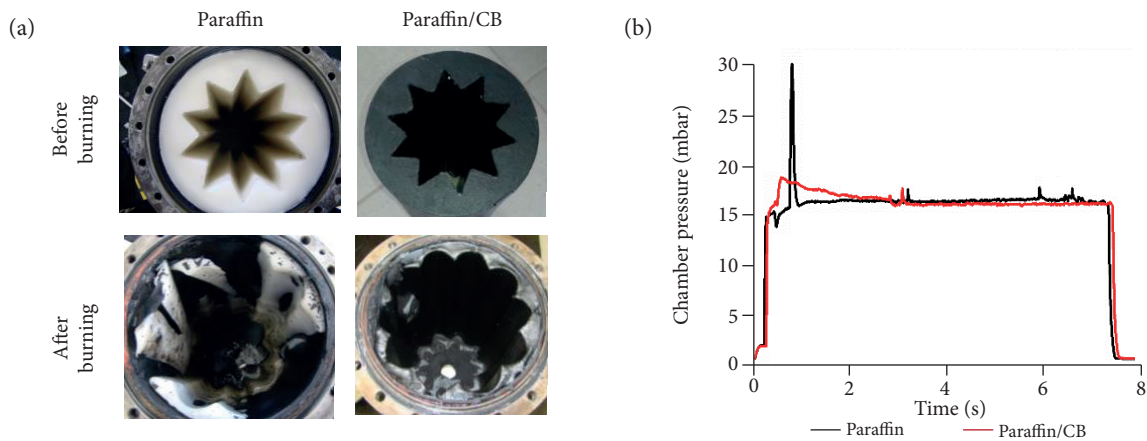 (a)
Paraffin
Paraffin/CB
Before
burning
After
burning
(b)
Chamber pressure (mbar)
30
25
20
15
10
5
0
0
2
4
6
8
Time (s)
Paraffin
Paraffin/CB